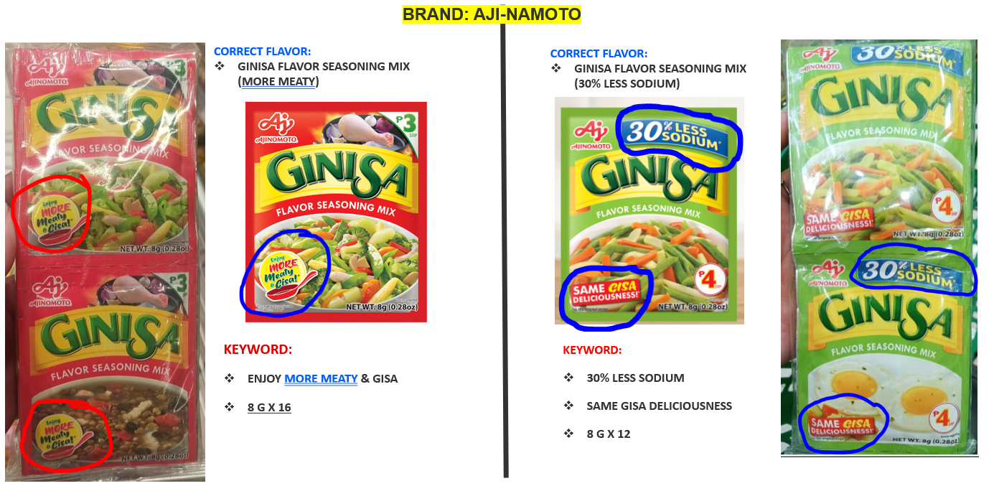 BRAND: AJI-NAMOTO
Aj
AJINOMOTO
3
GINISA
FLAVOR SEASONING MIX
Enjoy
MORE
Meaty
& Gisa!
NET WT. 8g (0.28oz)
Aj
AJINOMOTO
3
GINISA
FLAVOR SEASONING MIX
Enjoy
MORE
Meaty
& Gisa!
NET WT. 8g (0.28oz)
CORRECT FLAVOR:
❖ GINISA FLAVOR SEASONING MIX
(MORE MEATY)
Aj
AJINOMOTO.
₱3
SRP
GINISA
FLAVOR SEASONING MIX
Enjoy
MORE
Meaty
Gisa!
NET WT. 8g (0.28oz)
KEYWORD:
❖ ENJOY MORE MEATY & GISA
❖ 8 G X 16
CORRECT FLAVOR:
❖ GINISA FLAVOR SEASONING MIX
(30% LESS SODIUM)
Aj
AJINOMOTO.
30% LESS
SODIUM*
GINISA
FLAVOR SEASONING MIX
SAME GISA
DELICIOUSNESS!
₱4
SRP
NET WT. 8g (0.28oz)
KEYWORD:
❖ 30% LESS SODIUM
❖ SAME GISA DELICIOUSNESS
❖ 8 G X 12
Aj
AJINOMOTO.
30% LESS
SODIUM*
GINISA
FLAVOR SEASONING MIX
SAME GISA
DELICIOUSNESS!
₱4
NET WT. 8g (0.28oz)
Aj
AJINOMOTO.
30% LESS
SODIUM*
GINISA
FLAVOR SEASONING MIX
SAME GISA
DELICIOUSNESS!
₱4
NET WT. 8g (0.28oz)